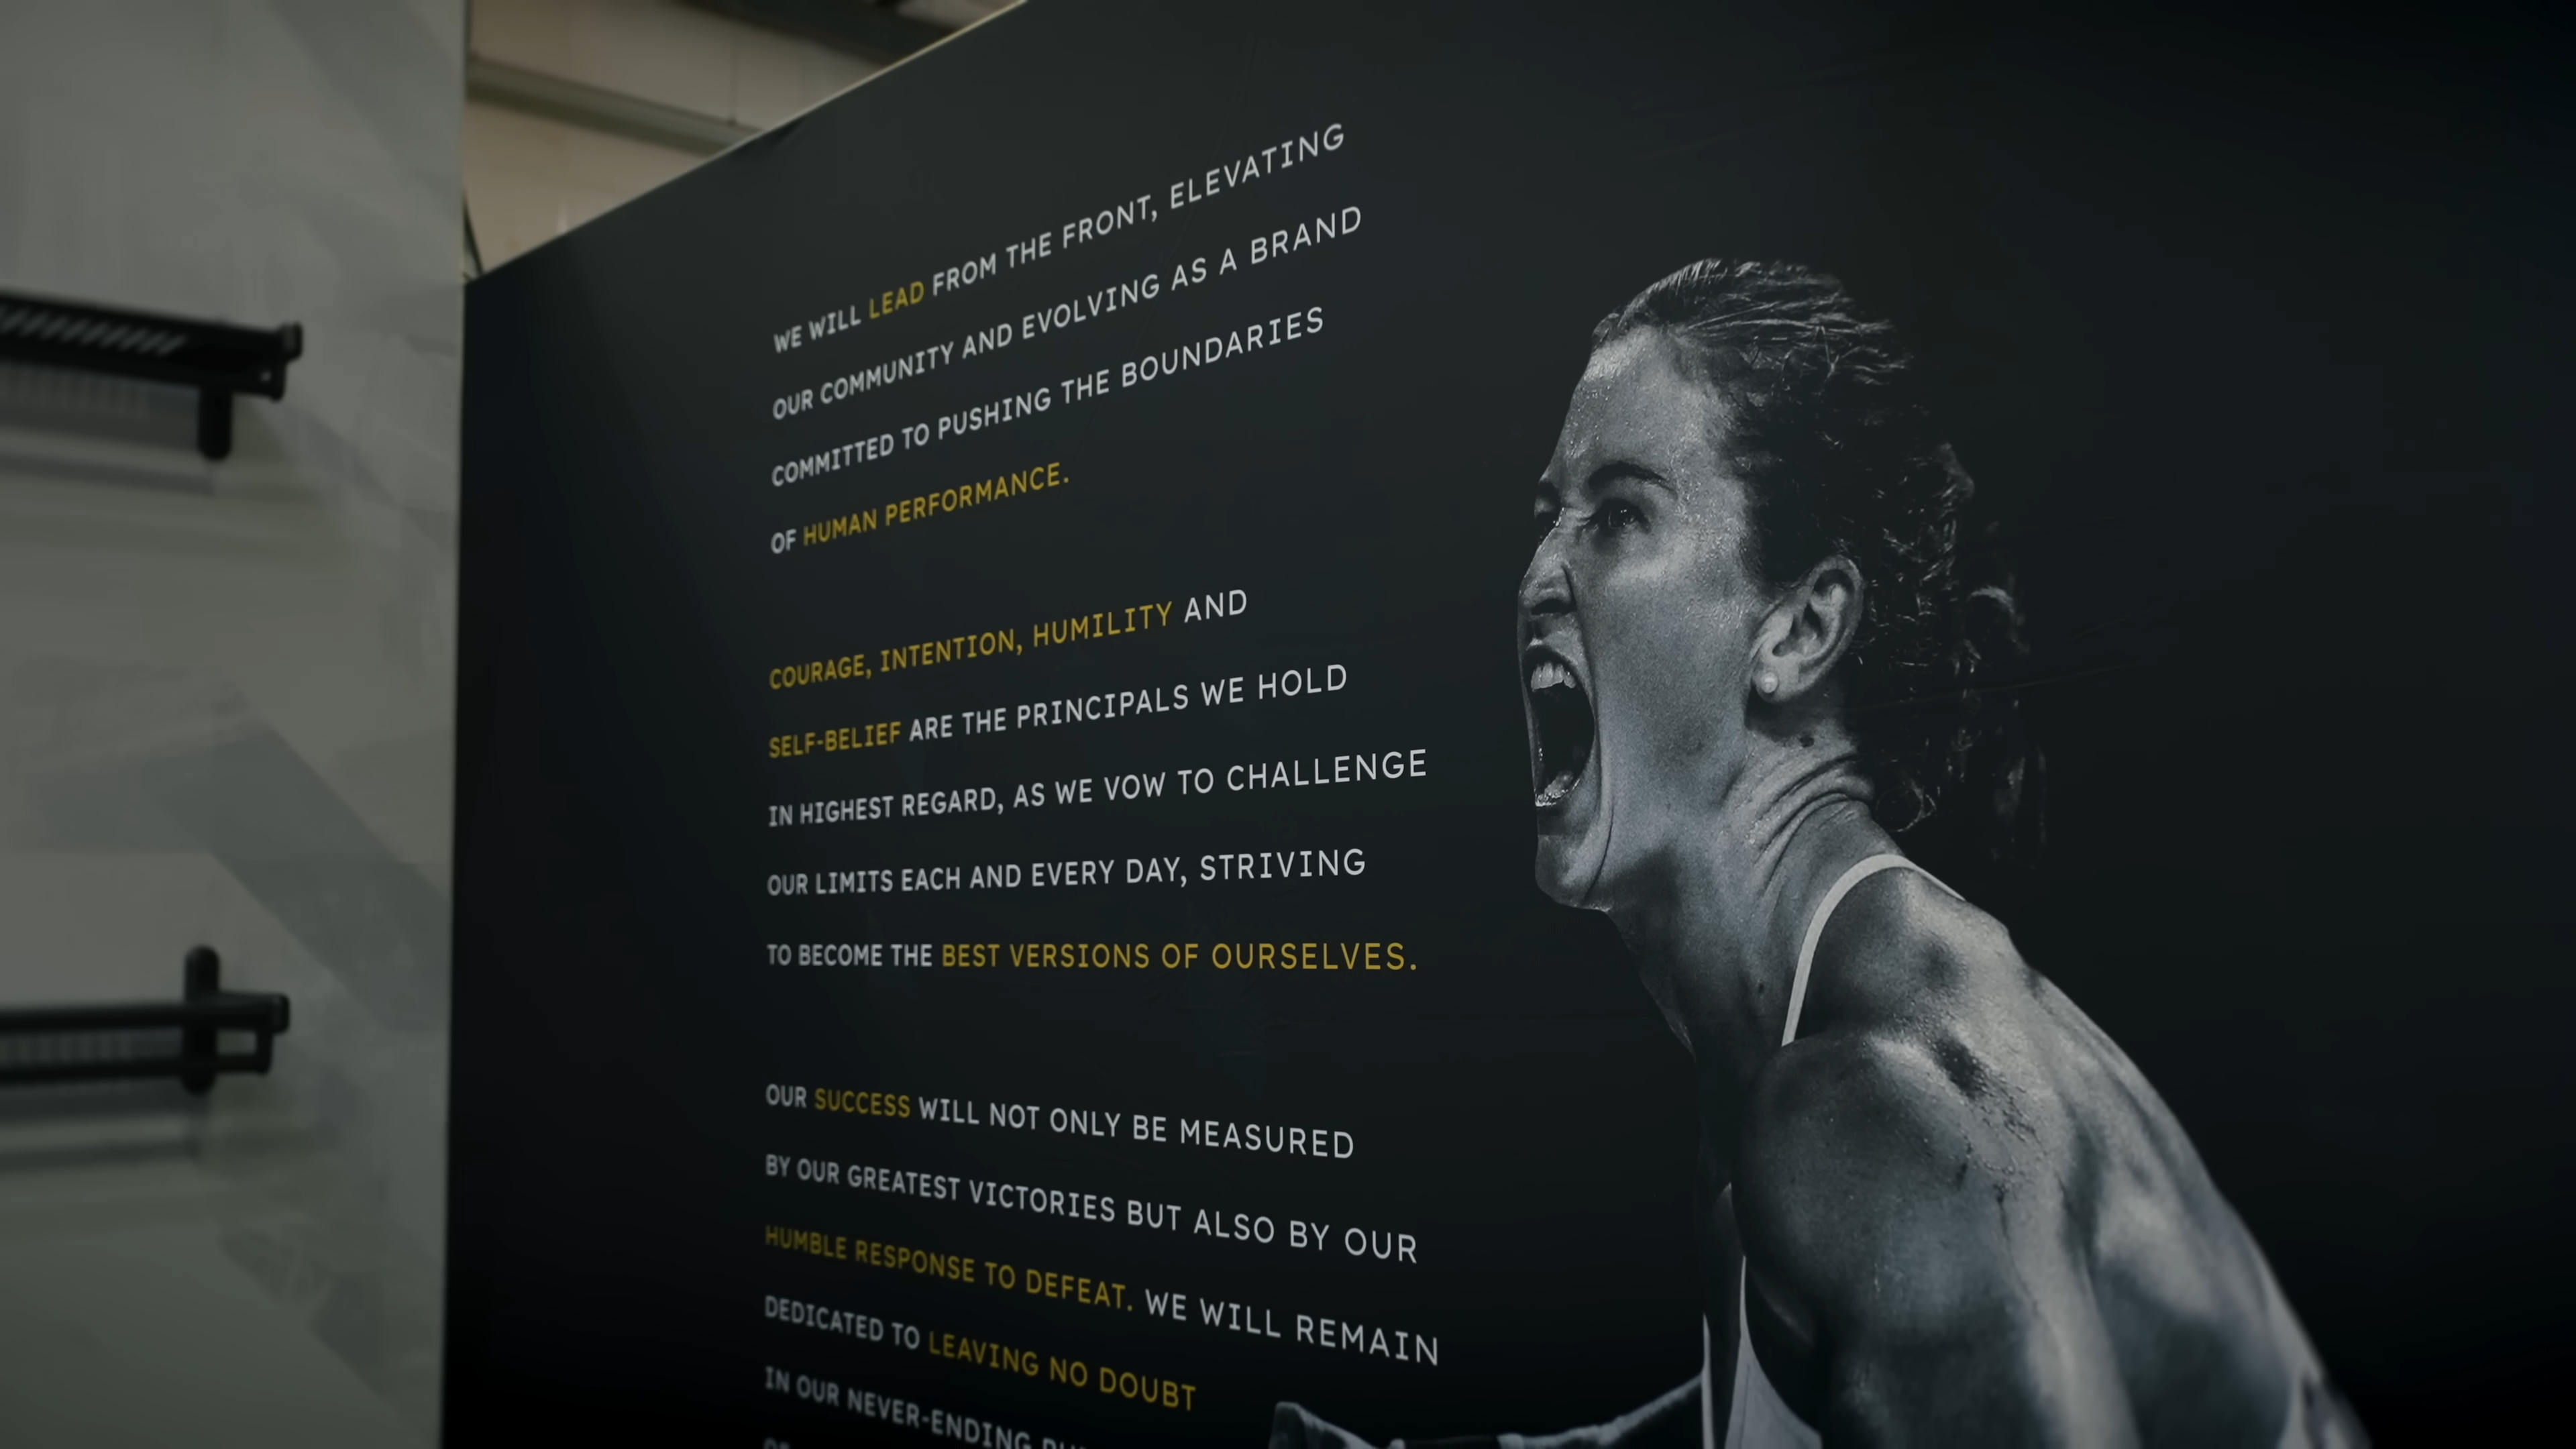 WE WILL LEAD FROM THE FRONT, ELEVATING
OUR COMMUNITY AND EVOLVING AS A BRAND
COMMITTED TO PUSHING THE BOUNDARIES
OF HUMAN PERFORMANCE.
COURAGE, INTENTION, HUMILITY AND
SELF-BELIEF ARE THE PRINCIPALS WE HOLD
IN HIGHEST REGARD, AS WE VOW TO CHALLENGE
OUR LIMITS EACH AND EVERY DAY, STRIVING
TO BECOME THE BEST VERSIONS OF OURSELVES.
OUR SUCCESS WILL NOT ONLY BE MEASURED
BY OUR GREATEST VICTORIES BUT ALSO BY OUR
HUMBLE RESPONSE TO DEFEAT. WE WILL REMAIN
DEDICATED TO LEAVING NO DOUBT
IN OUR NEVER-ENDING